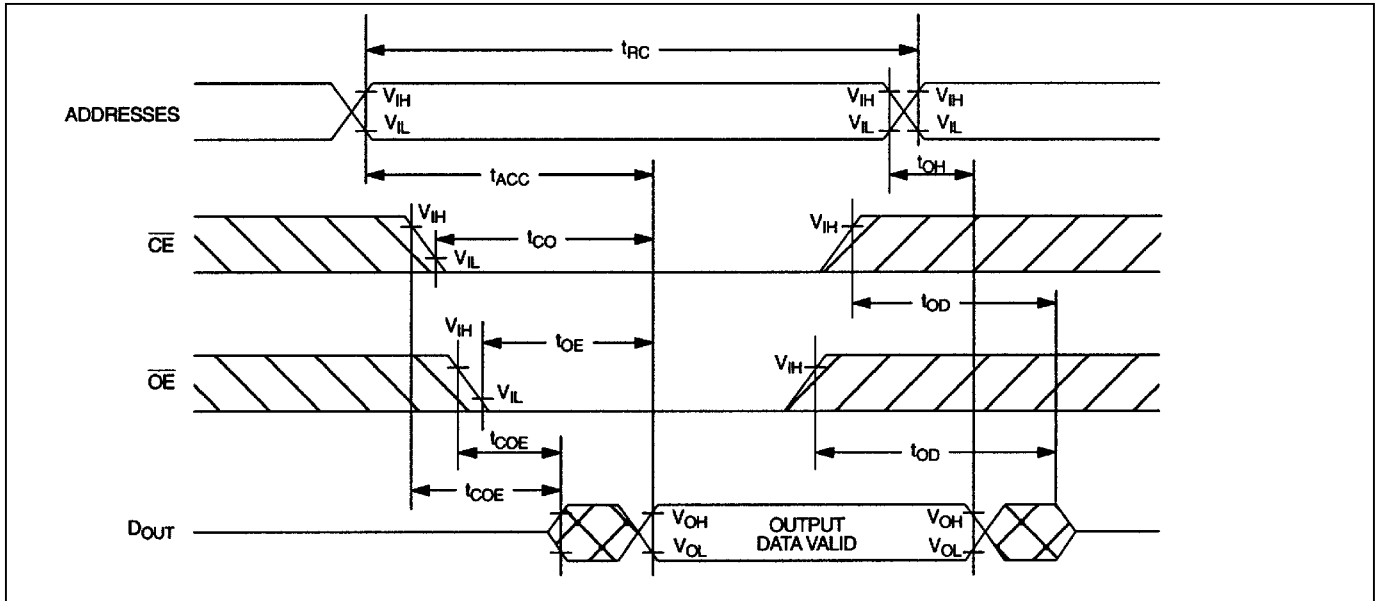 tRC
ADDRESSES
VIH
VIL
VIH
VIL
VIH
VIL
tACC
tOH
CE
VIH
VIL
tCO
VIH
tOD
OE
VIH
VIL
tOE
VIH
tCOE
tOD
tCOE
DOUT
VOH
VOL
OUTPUT
DATA VALID
VOH
VOL